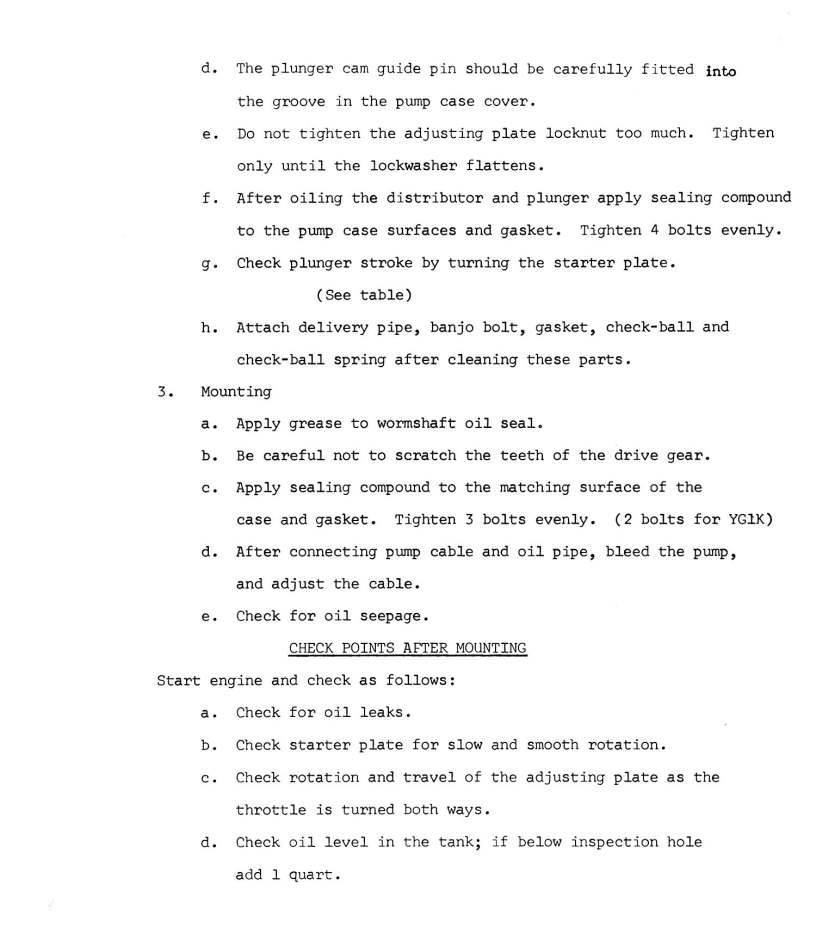 d. The plunger cam guide pin should be carefully fitted into
the groove in the pump case cover.
e. Do not tighten the adjusting plate locknut too much. Tighten
only until the lockwasher flattens.
f. After oiling the distributor and plunger apply sealing compound
to the pump case surfaces and gasket. Tighten 4 bolts evenly.
g. Check plunger stroke by turning the starter plate.
(See table)
h. Attach delivery pipe, banjo bolt, gasket, check-ball and
check-ball spring after cleaning these parts.
3. Mounting
a. Apply grease to wormshaft oil seal.
b. Be careful not to scratch the teeth of the drive gear.
c. Apply sealing compound to the matching surface of the
case and gasket. Tighten 3 bolts evenly. (2 bolts for YG1K)
d. After connecting pump cable and oil pipe, bleed the pump,
and adjust the cable.
e. Check for oil seepage.
CHECK POINTS AFTER MOUNTING
Start engine and check as follows:
a. Check for oil leaks.
b. Check starter plate for slow and smooth rotation.
c. Check rotation and travel of the adjusting plate as the
throttle is turned both ways.
d. Check oil level in the tank; if below inspection hole
add 1 quart.